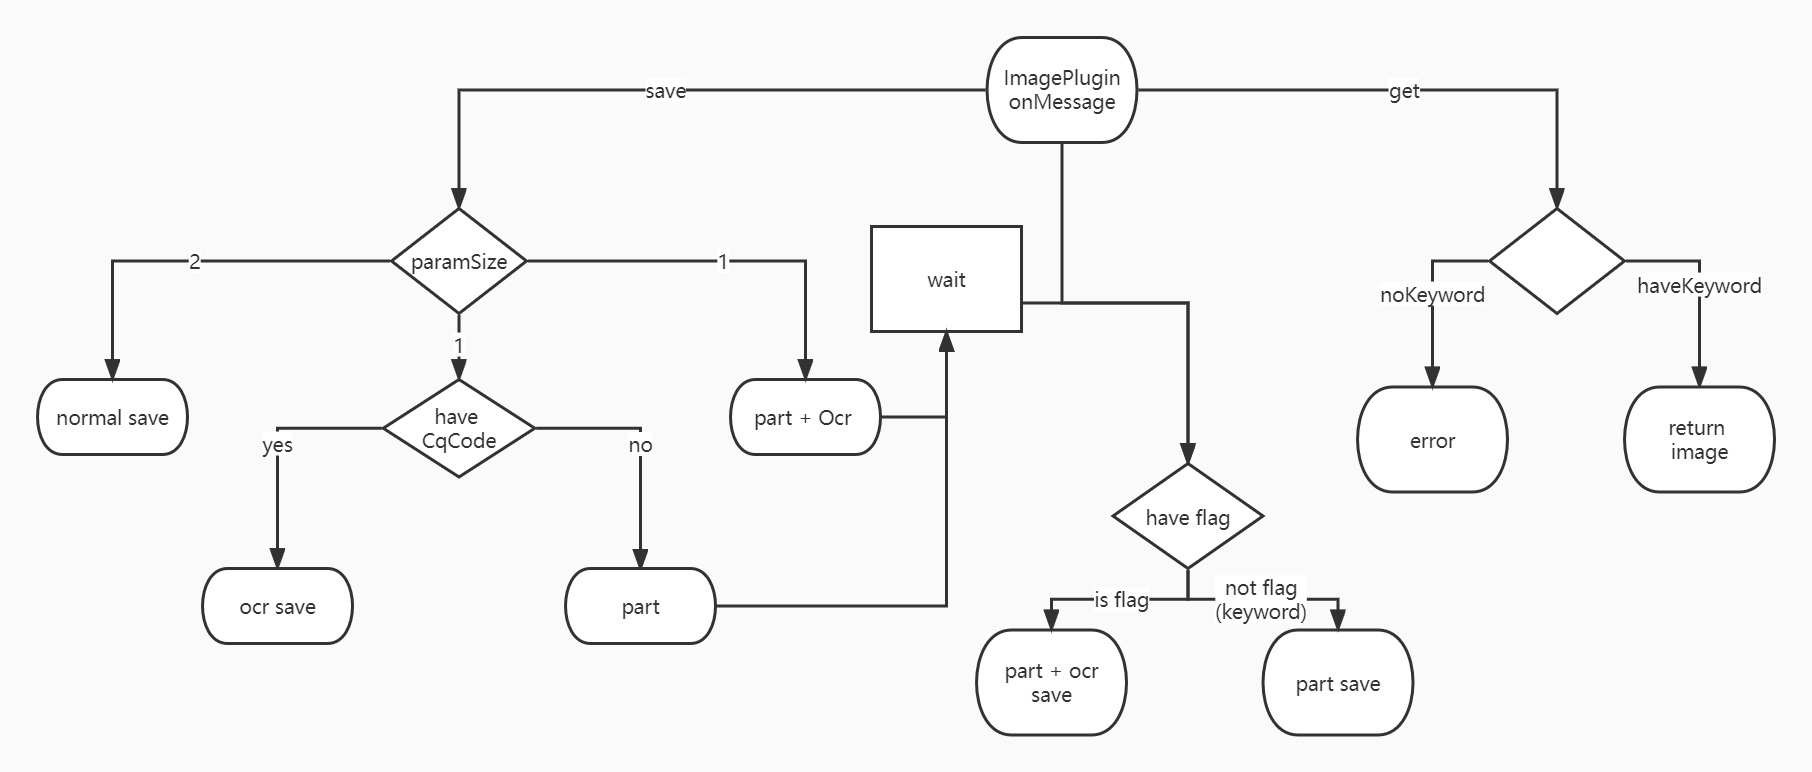 ImagePlugin
onMessage
save
get
paramSize
2
1
1
wait
noKeyword
haveKeyword
normal save
have
CqCode
part + Ocr
yes
no
error
return
image
have flag
ocr save
part
is flag
not flag
(keyword)
part + ocr
save
part save